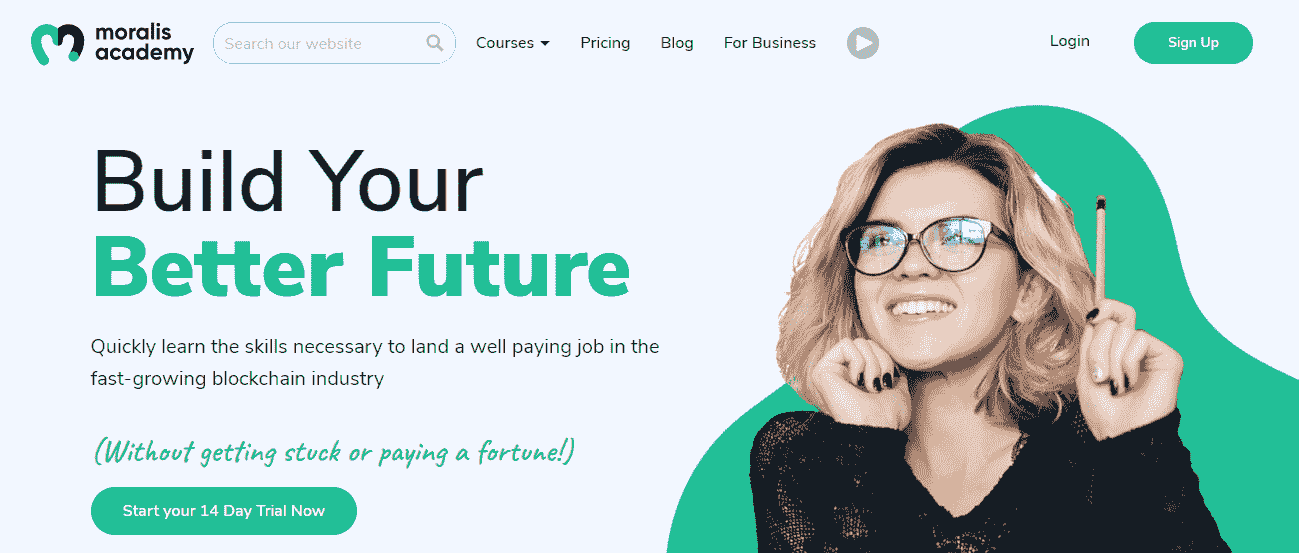 moralis
academy
Search our website
Courses
Pricing
Blog
For Business
Login
Sign Up
Build Your
Better Future
Quickly learn the skills necessary to land a well paying job in the
fast-growing blockchain industry
(Without getting stuck or paying a fortune!)
Start your 14 Day Trial Now